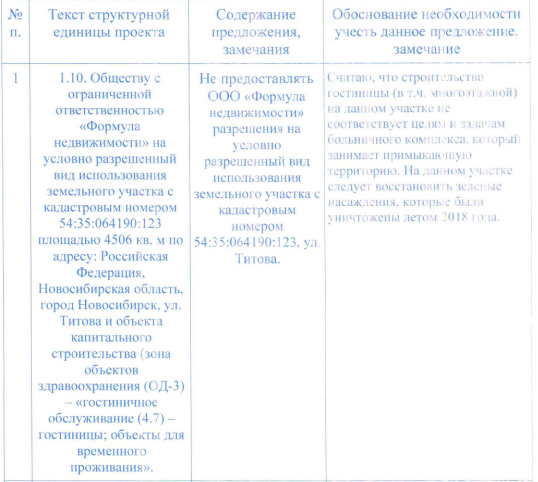 №
п.
Текст структурной
единицы проекта
Содержание
предложения,
замечания
Обоснование необходимости
учесть данное предложение,
замечание
1
1.10. Обществу с
ограниченной
ответственностью
«Формула
недвижимости» на
условно разрешенный
вид использования
земельного участка с
кадастровым номером
54:35:064190:123
площадью 4506 кв. м по
адресу: Российская
Федерация,
Новосибирская область,
город Новосибирск, ул.
Титова и объекта
капитального
строительства (зона
объектов
здравоохранения (ОД-3)
– «гостиничное
обслуживание (4.7) –
гостиницы; объекты для
временного
проживания».
Не предоставлять
ООО «Формула
недвижимости»
разрешения на
условно
разрешенный вид
использования
земельного участка с
кадастровым
номером
54:35:064190:123, ул.
Титова.
Считаю, что строительство
гостиницы (в т.ч. многоэтажной)
на данном участке не
соответствует целям и задачам
больничного комплекса, который
занимает примыкающую
территорию. На данном участке
следует восстановить зеленые
насаждения, которые были
уничтожены летом 2018 года.